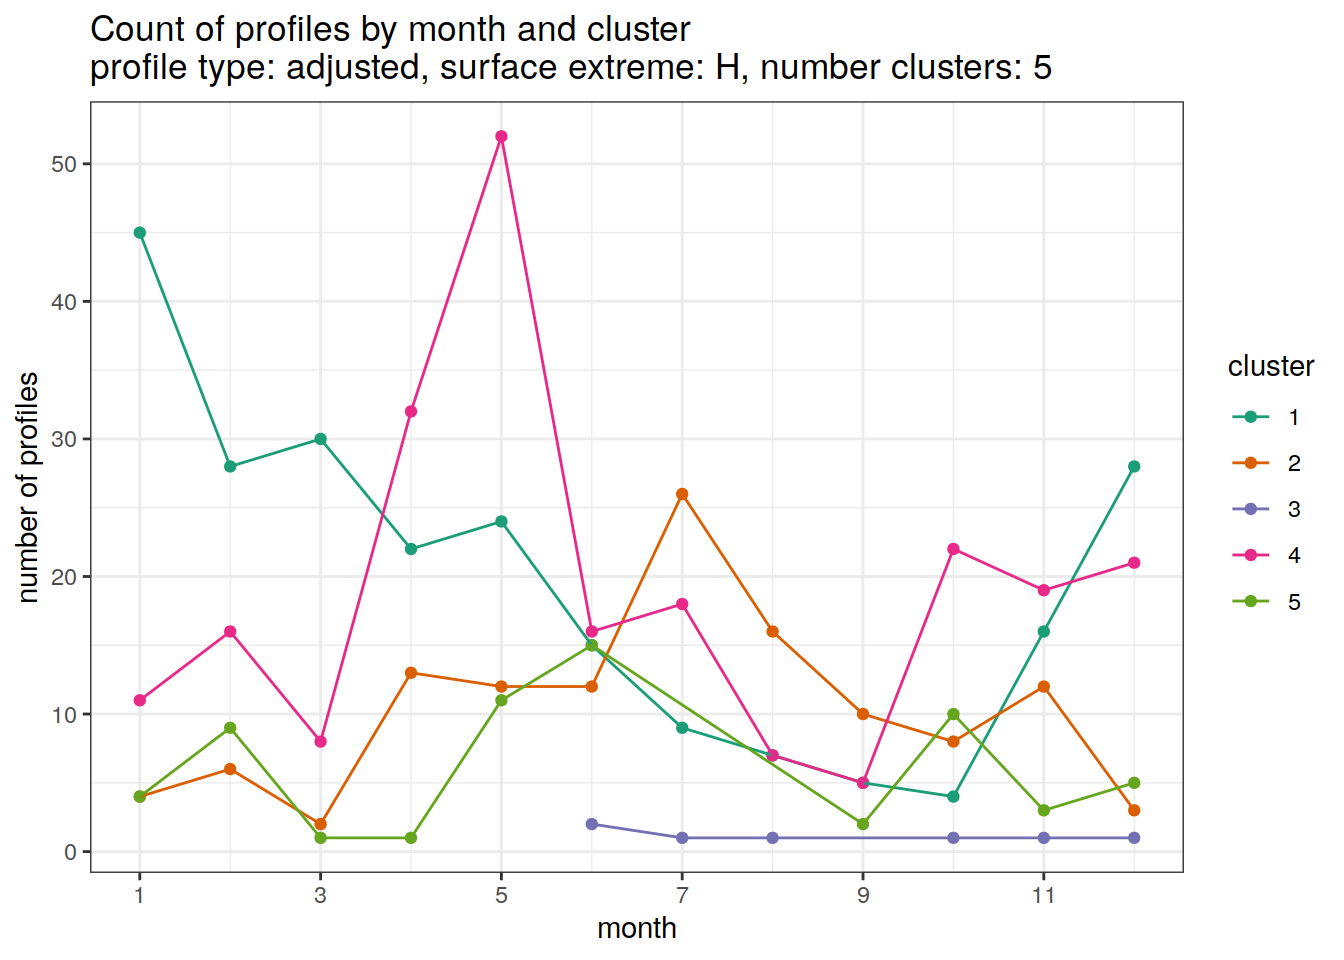 Count of profiles by month and cluster
profile type: adjusted, surface extreme: H, number clusters: 5
number of profiles
50
40
30
20
10
0
1 3 5 7 9 11
month
cluster
1
2
3
4
5